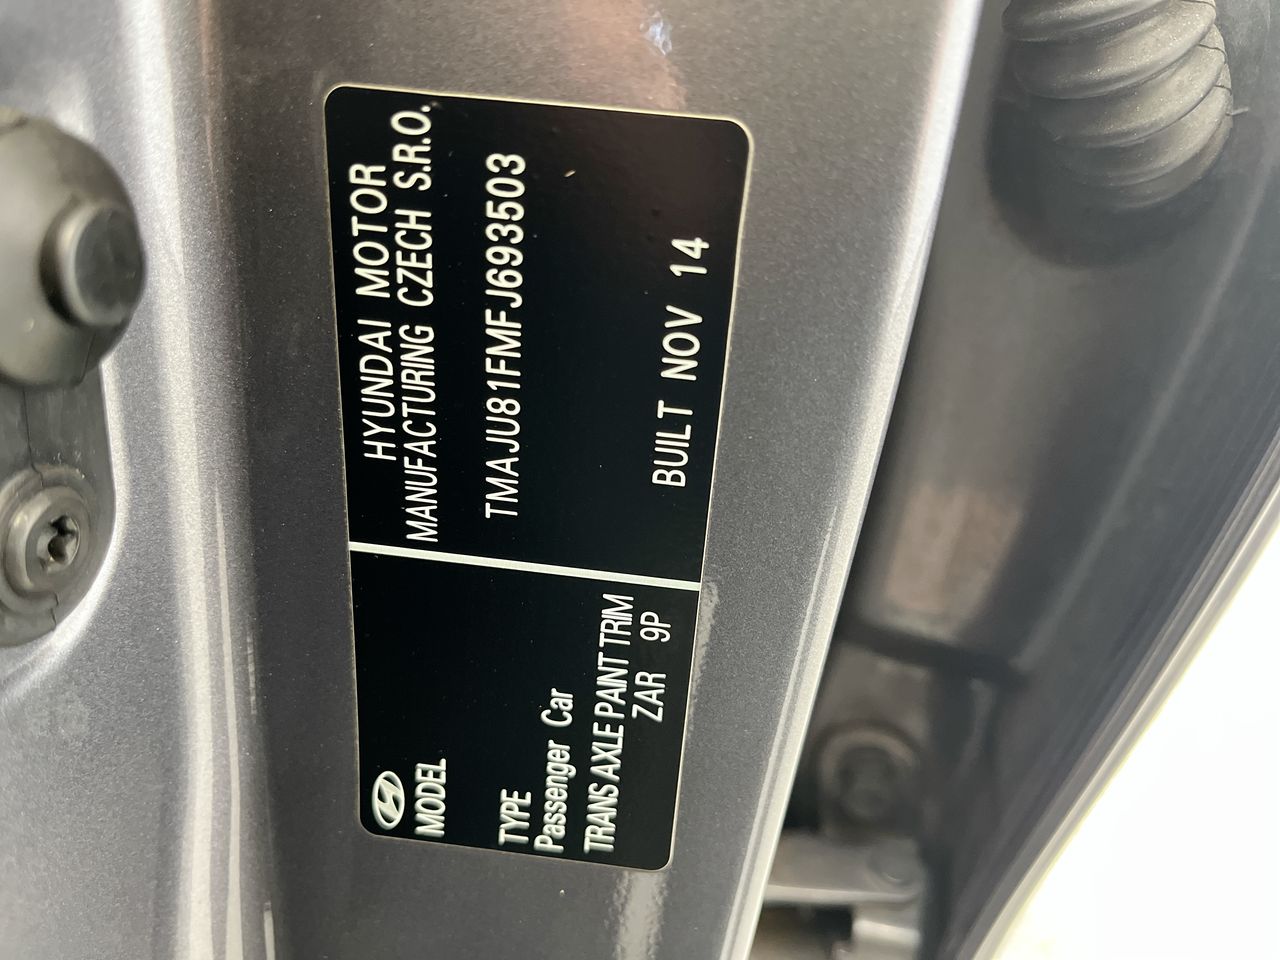 HYUNDAI MOTOR
MANUFACTURING CZECH S.R.O.
TMAJU81FMFJ693503
BUILT NOV 14
MODEL
TYPE
Passenger Car
TRANS AXLE PAINT TRIM
ZAR 9P